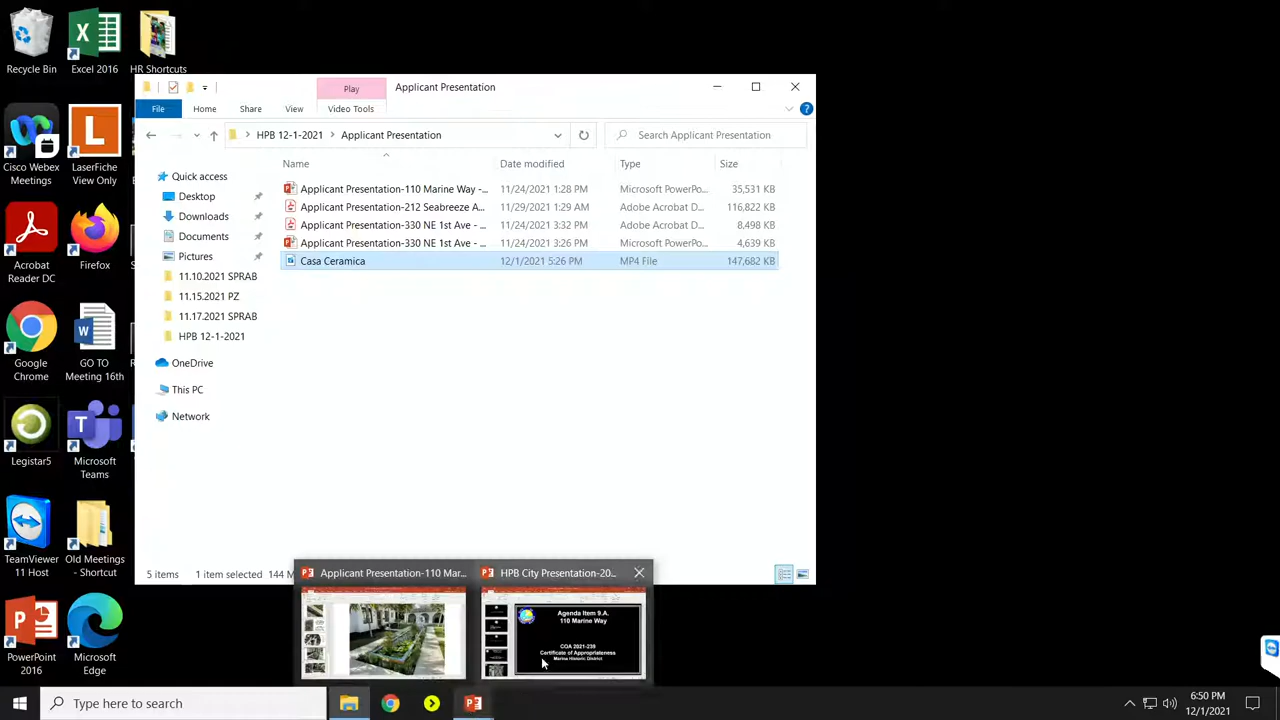 Recycle Bin
Excel 2016
HR Shortcuts
Play
Applicant Presentation
File
Home
Share
View
Video Tools
HPB 12-1-2021
Applicant Presentation
Search Applicant Presentation
Cisco Webex
Meetings
LaserFiche
View Only
Name
Date modified
Type
Size
Quick access
Applicant Presentation-110 Marine Way -...
11/24/2021 1:28 PM
Microsoft PowerPo...
35,531 KB
Desktop
Applicant Presentation-212 Seabreeze A...
11/29/2021 1:29 AM
Adobe Acrobat D...
116,822 KB
Downloads
Applicant Presentation-330 NE 1st Ave - ...
11/24/2021 3:32 PM
Adobe Acrobat D...
8,498 KB
Documents
Applicant Presentation-330 NE 1st Ave - ...
11/24/2021 3:26 PM
Microsoft PowerPo...
4,639 KB
Pictures
Casa Ceramica
12/1/2021 5:26 PM
MP4 File
147,682 KB
Acrobat
Reader DC
Firefox
11.10.2021 SPRAB
11.15.2021 PZ
11.17.2021 SPRAB
HPB 12-1-2021
OneDrive
This PC
Network
Google
Chrome
GO TO
Meeting 16th
Legistar5
Microsoft
Teams
TeamViewer
11 Host
Old Meetings
- Shortcut
5 items
1 item selected
144 M
Applicant Presentation-110 Mar...
HPB City Presentation-20...
Agenda Item 9.A.
110 Marine Way
COA 2021-239
Certificate of Appropriateness
Marina Historic District
PowerPoint
2016
Microsoft
Edge
Type here to search
6:50 PM
12/1/2021